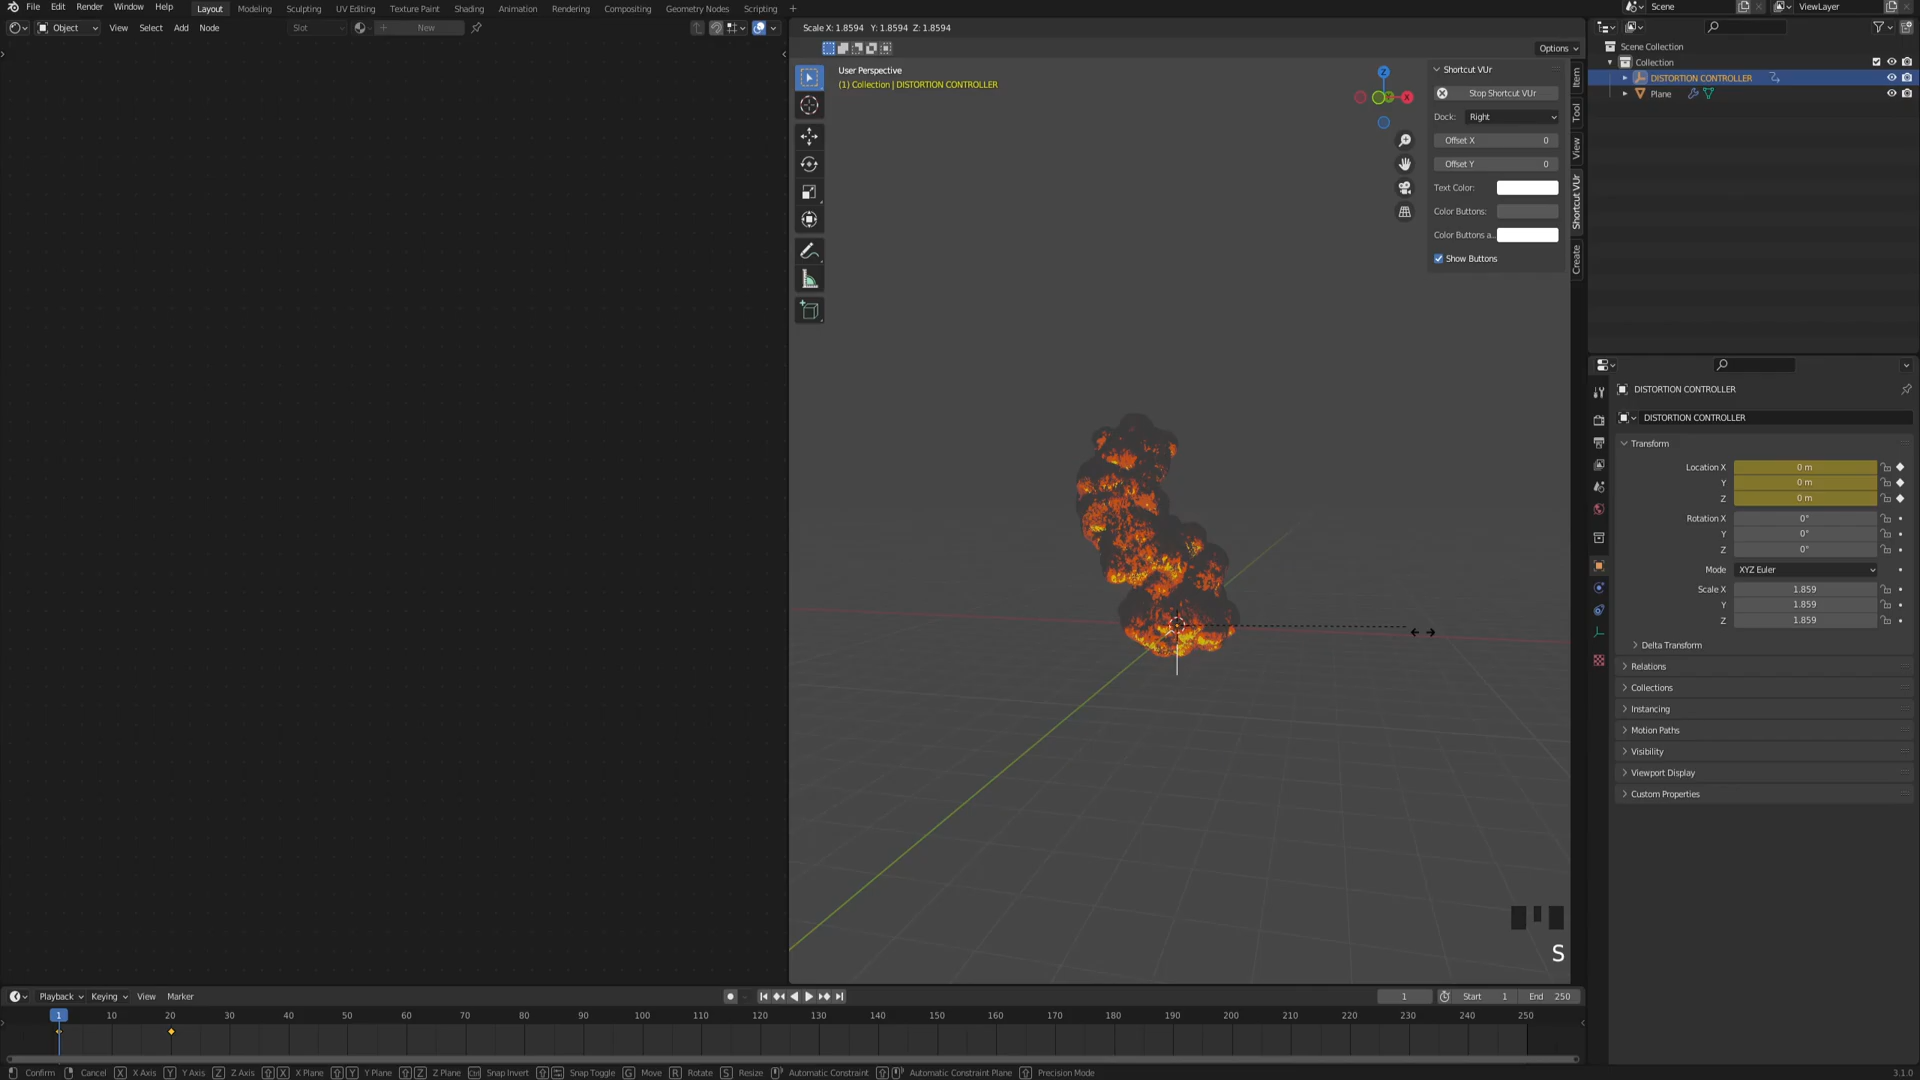 File Edit Render Window Help Layout Modeling Sculpting UV Editing Texture Paint Shading Animation Rendering Compositing Geometry Nodes Scripting + Scene ViewLayer
Object View Select Add Node Slot New
Scale X: 1.8594 Y: 1.8594 Z: 1.8594
Options
User Perspective
(1) Collection | DISTORTION CONTROLLER
Z
X
Y
Shortcut VUr
Stop Shortcut VUr
Dock: Right
Offset X 0
Offset Y 0
Text Color:
Color Buttons:
Color Buttons a..
Show Buttons
Item
Tool
View
Shortcut VUr
Create
Scene Collection
Collection
DISTORTION CONTROLLER
Plane
DISTORTION CONTROLLER
DISTORTION CONTROLLER
Transform
Location X 0 m
Y 0 m
Z 0 m
Rotation X 0°
Y 0°
Z 0°
Mode XYZ Euler
Scale X 1.859
Y 1.859
Z 1.859
Delta Transform
Relations
Collections
Instancing
Motion Paths
Visibility
Viewport Display
Custom Properties
S
Playback Keying View Marker 1 Start 1 End 250
1 10 20 30 40 50 60 70 80 90 100 110 120 130 140 150 160 170 180 190 200 210 220 230 240 250
Confirm Cancel X X Axis Y Y Axis Z Z Axis X X Plane Y Y Plane Z Z Plane Ctrl Snap Invert Snap Toggle G Move R Rotate S Resize Automatic Constraint Automatic Constraint Plane Precision Mode 3.1.0